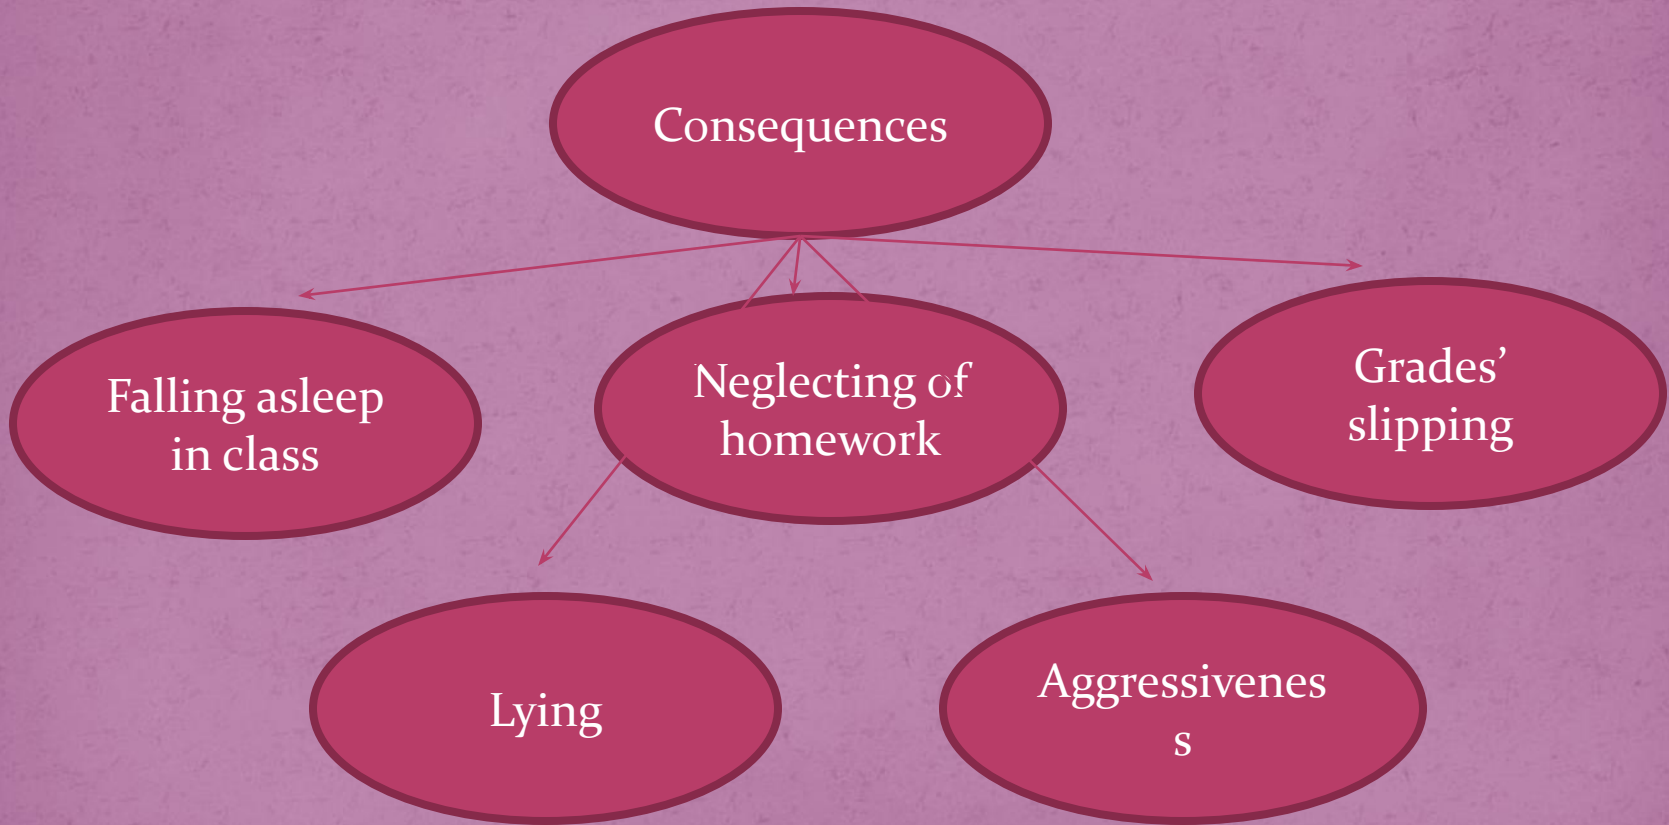 Consequences
Falling asleep
in class
Neglecting of
homework
Grades’
slipping
Lying
Aggressivenes
s